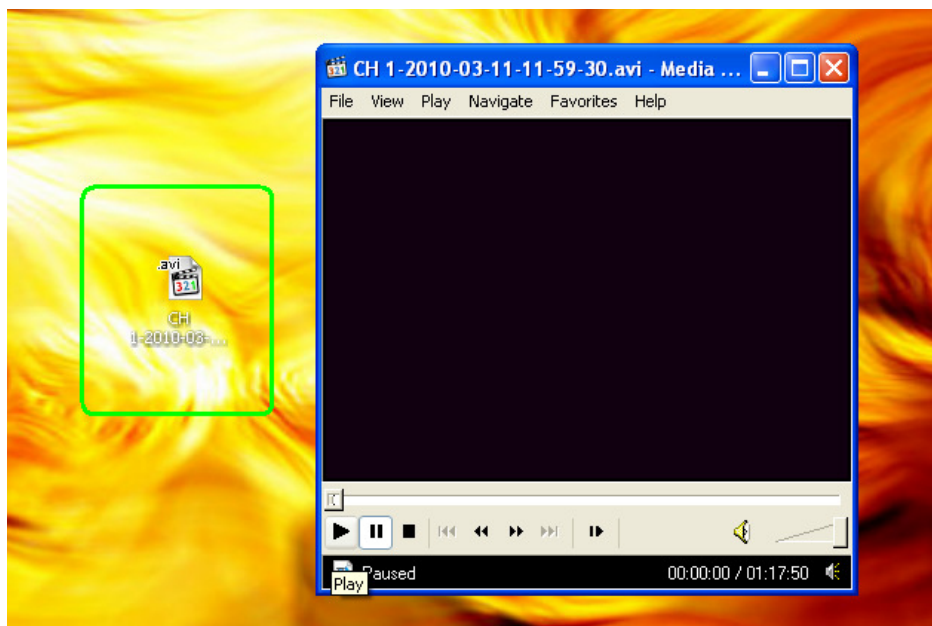 CH 1-2010-03-11-11-59-30.avi - Media ...
File View Play Navigate Favorites Help
.avi
321
CH
1-2010-03-...
Paused
00:00:00 / 01:17:50
Play